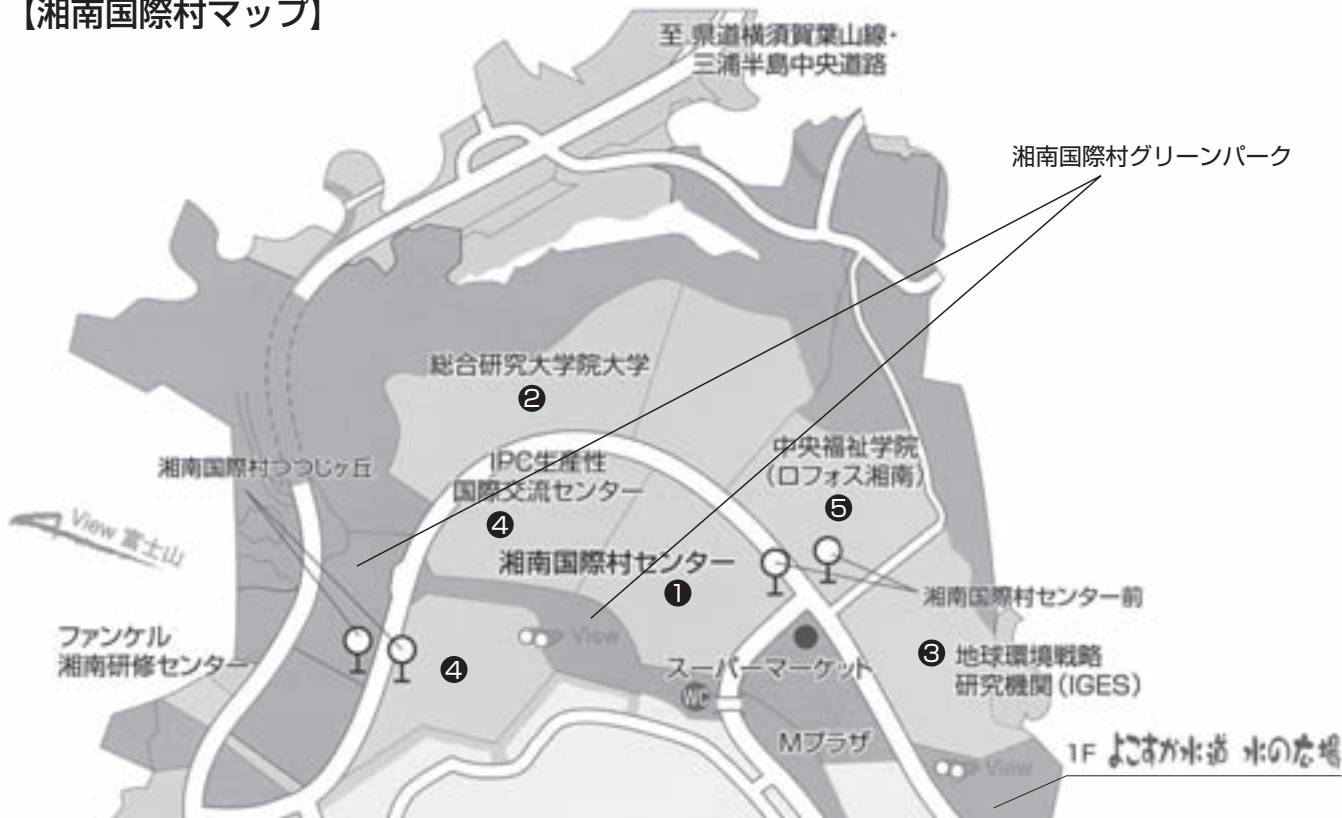 【湘南国際村マップ】
至 県道横須賀葉山線・
三浦半島中央道路
湘南国際村グリーンパーク
総合研究大学院大学
❷
中央福祉学院
(ロフォス湘南)
❺
湘南国際村つつじヶ丘
IPC生産性
国際交流センター
❹
View 富士山
湘南国際村センター
❶
湘南国際村センター前
ファンケル
湘南研修センター
❹
View
スーパーマーケット
WC
❸ 地球環境戦略
研究機関(IGES)
Mプラザ
View
1F よこすか水道 水の広場